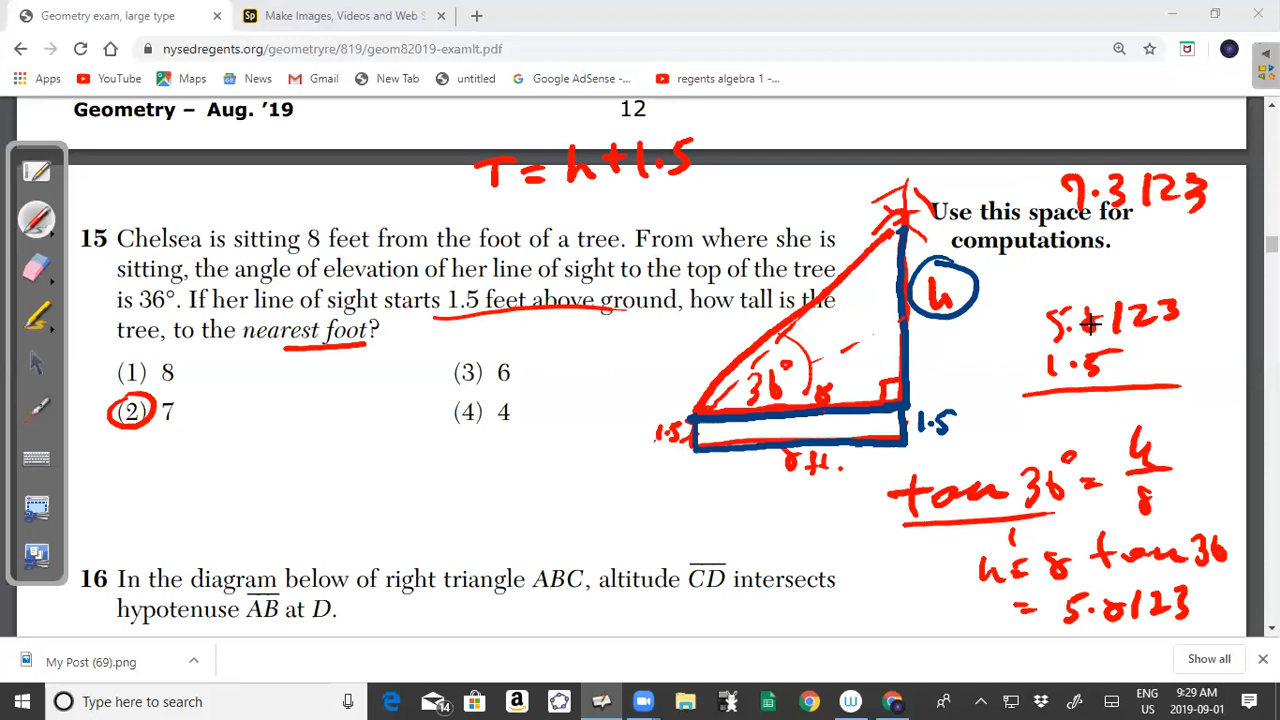 Geometry exam, large type
Make Images, Videos and Web S
nysedregents.org/geometryre/819/geom82019-examlt.pdf
Apps YouTube Maps News Gmail New Tab untitled Google AdSense -... regents algebra 1 -...
Geometry – Aug. ’19 12
T = h + 1.5
7.3123
Use this space for
computations.
15 Chelsea is sitting 8 feet from the foot of a tree. From where she is
sitting, the angle of elevation of her line of sight to the top of the tree
is 36°. If her line of sight starts 1.5 feet above ground, how tall is the
tree, to the nearest foot?
(1) 8 (3) 6
(2) 7 (4) 4
h
36° 8
1.5 1.5
8 ft.
1.5
tan 36° = h/8
h = 8 tan 36
= 5.8123
16 In the diagram below of right triangle ABC, altitude CD intersects
hypotenuse AB at D.
My Post (69).png
Show all
Type here to search
14
ENG
US
9:29 AM
2019-09-01